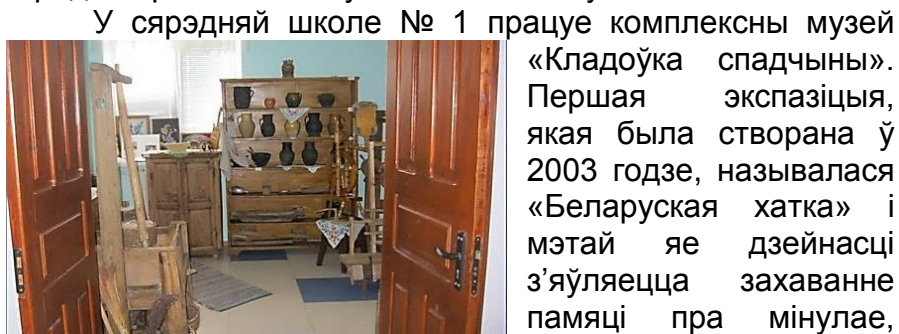 У сярэдняй школе № 1 працуе комплексны музей
«Кладоўка спадчыны».
Першая экспазіцыя,
якая была створана ў
2003 годзе, называлася
«Беларуская хатка» і
мэтай яе дзейнасці
з’яўляецца захаванне
памяці пра мінулае,